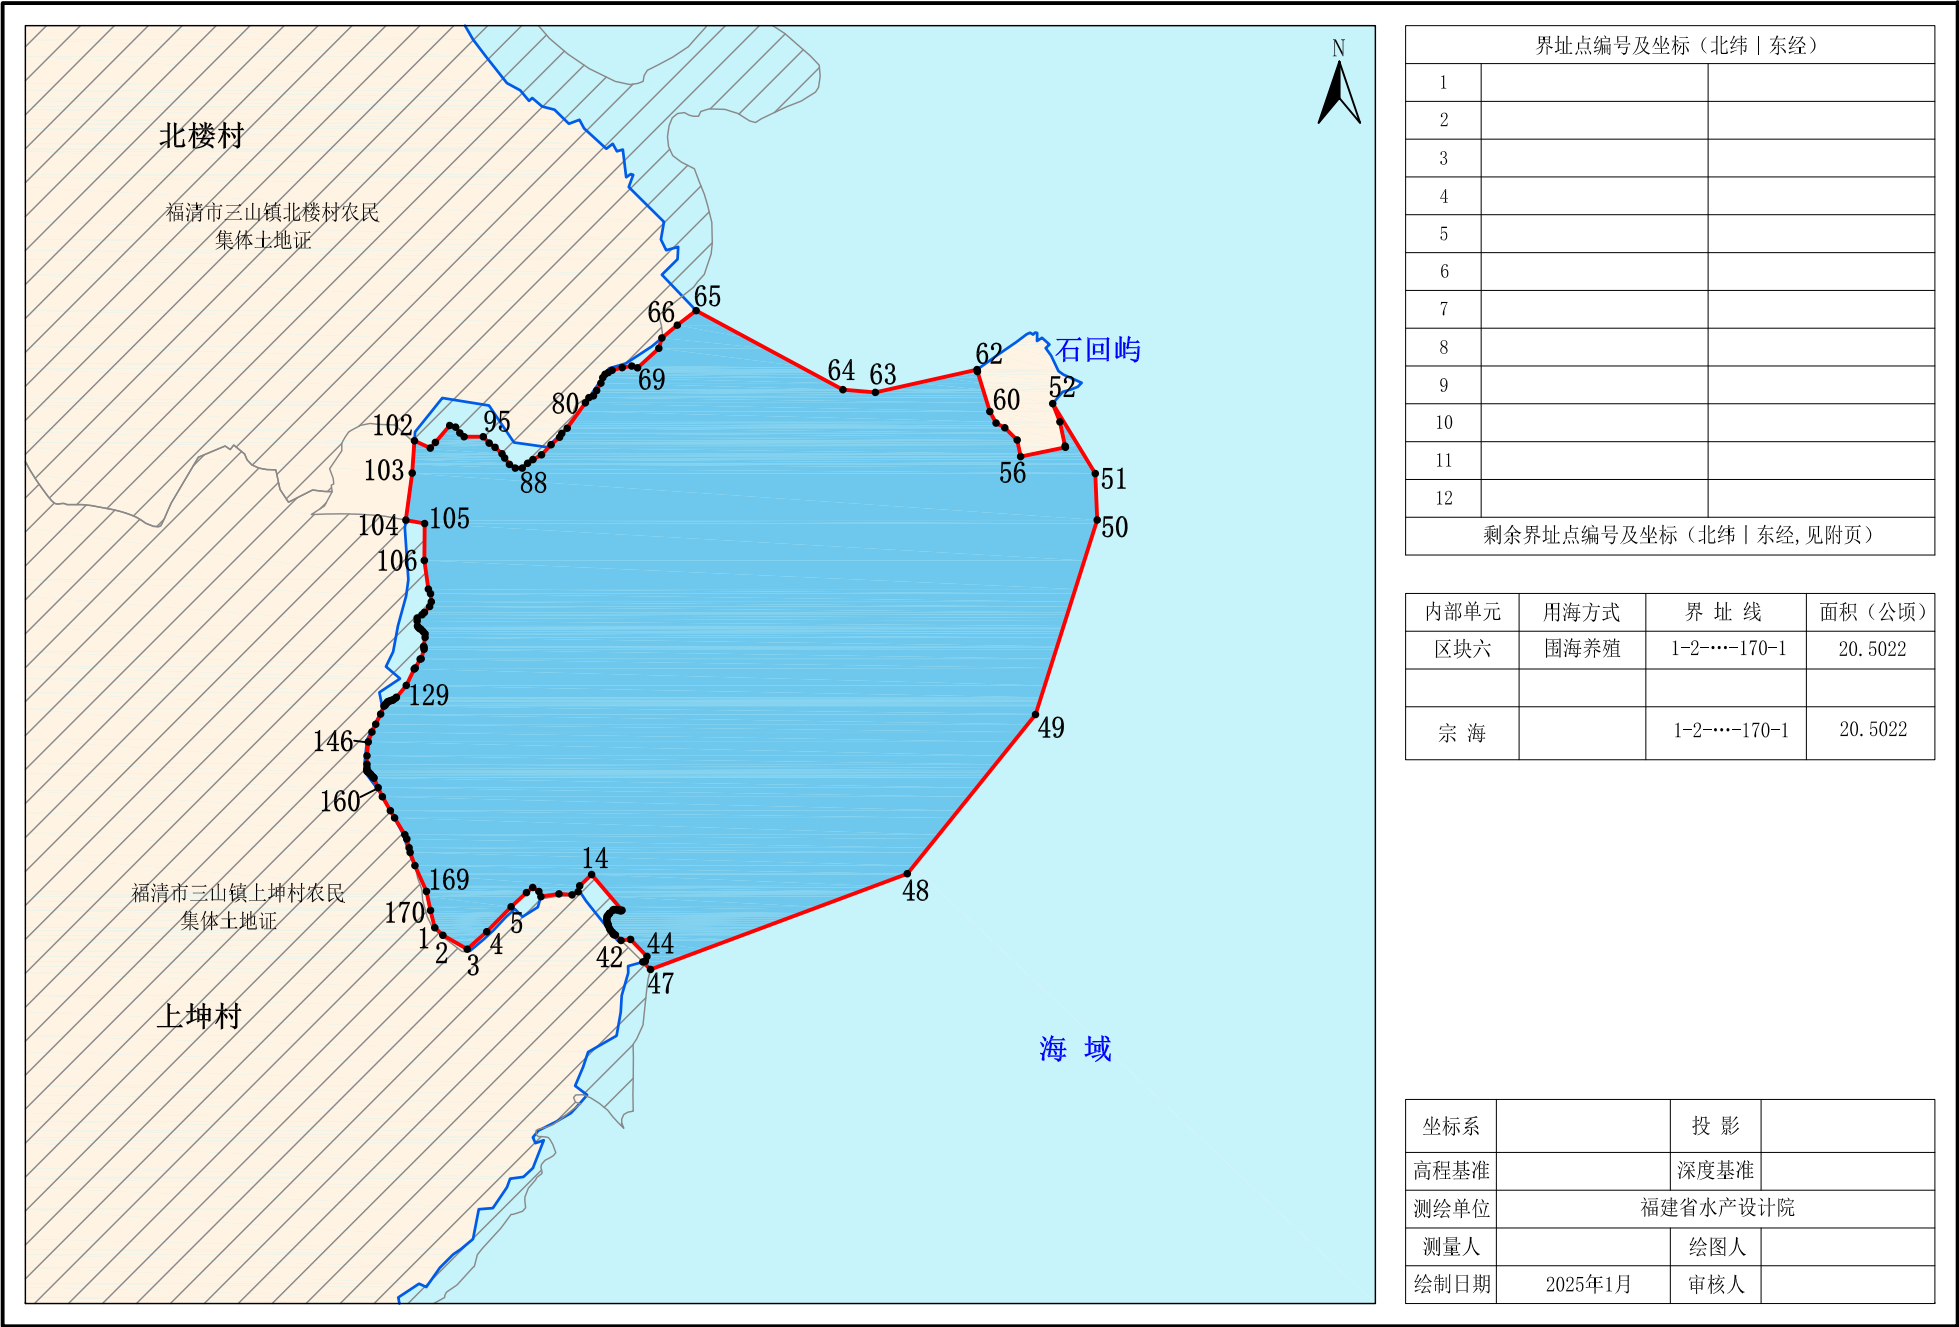 北楼村
福清市三山镇北楼村农民
集体土地证
N
石回屿
65
66
64
63
62
60
52
56
51
50
69
80
95
102
103
88
104
105
106
129
146
160
49
48
14
169
170
1
2
3
4
5
42
44
47
福清市三山镇上坤村农民
集体土地证
上坤村
海 域
界址点编号及坐标（北纬｜东经）
1
2
3
4
5
6
7
8
9
10
11
12
剩余界址点编号及坐标（北纬｜东经,见附页）
内部单元 用海方式 界 址 线 面积（公顷）
区块六 围海养殖 1-2-…-170-1 20.5022
宗 海 1-2-…-170-1 20.5022
坐标系 投 影
高程基准 深度基准
测绘单位 福建省水产设计院
测量人 绘图人
绘制日期 2025年1月 审核人